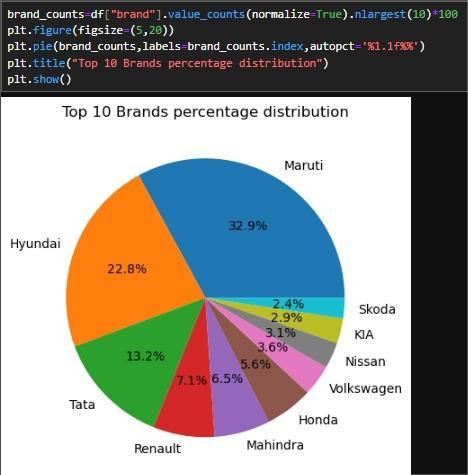 brand_counts=df["brand"].value_counts(normalize=True).nlargest(10)*100
plt.figure(figsize=(5,20))
plt.pie(brand_counts,labels=brand_counts.index,autopct='%1.1f%%')
plt.title("Top 10 Brands percentage distribution")
plt.show()
Top 10 Brands percentage distribution
Maruti
32.9%
Hyundai
22.8%
Tata
13.2%
Renault
7.1%
Mahindra
6.5%
Honda
5.6%
Volkswagen
3.6%
Nissan
3.1%
KIA
2.9%
Skoda
2.4%